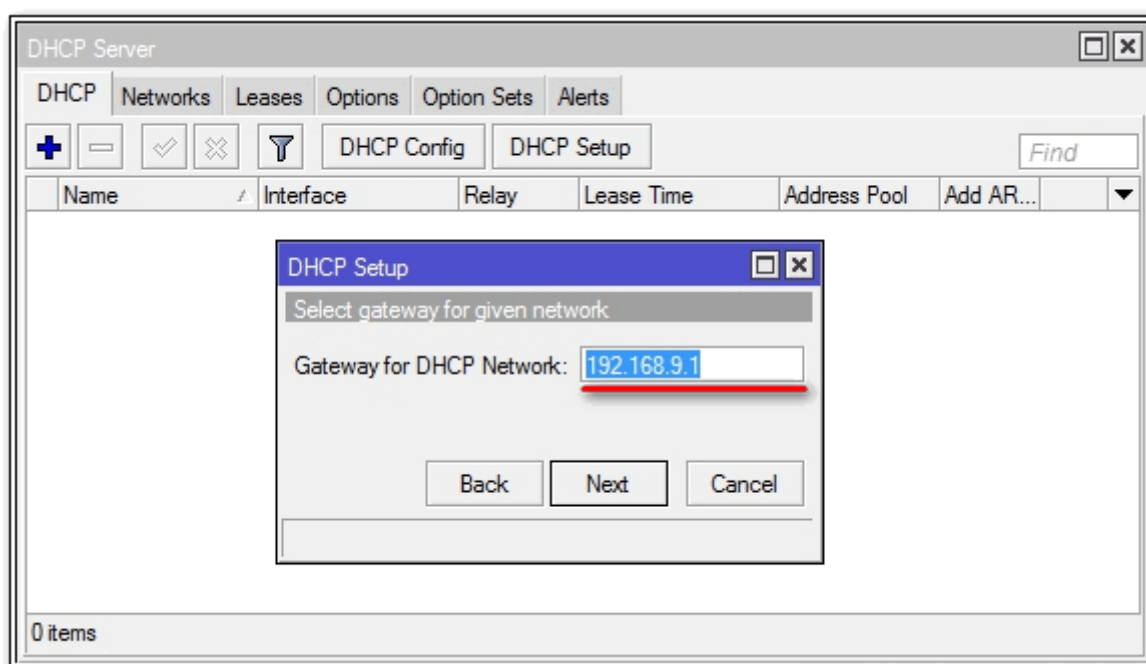 DHCP Server
DHCP Networks Leases Options Option Sets Alerts
DHCP Config DHCP Setup Find
Name Interface Relay Lease Time Address Pool Add AR...
DHCP Setup
Select gateway for given network
Gateway for DHCP Network: 192.168.9.1
Back Next Cancel
0 items